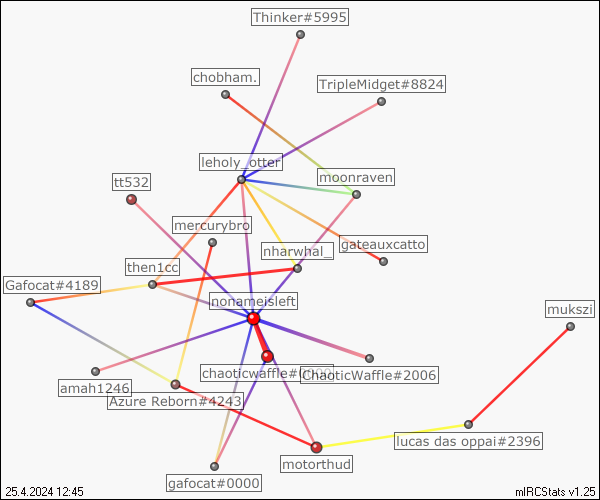 Thinker#5995
chobham.
TripleMidget#8824
leholy_otter
moonraven
tt532
mercurybro
gateauxcatto
nharwhal_
then1cc
Gafocat#4189
nonameisleft
mukszi
chaoticwaffle#
ChaoticWaffle#2006
amah1246
Azure Reborn#4243
lucas das oppai#2396
motorthud
gafocat#0000
25.4.2024 12:45
mIRCStats v1.25